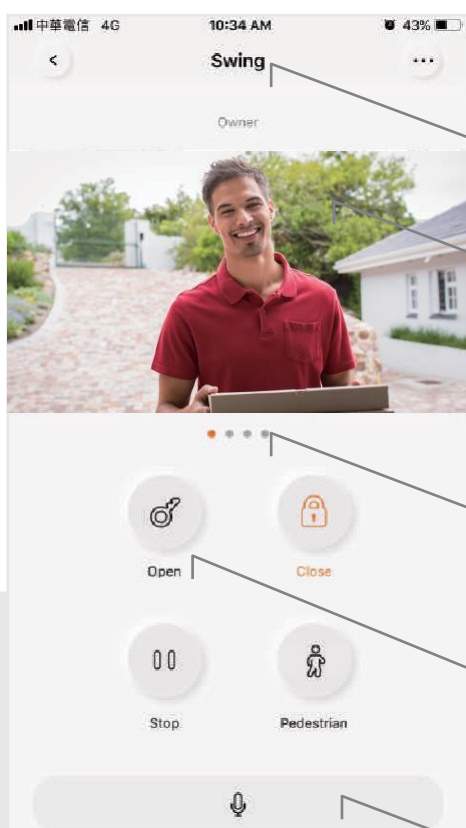 中華電信 4G 10:34 AM 43%
Swing
Owner
Open Close
Stop Pedestrian